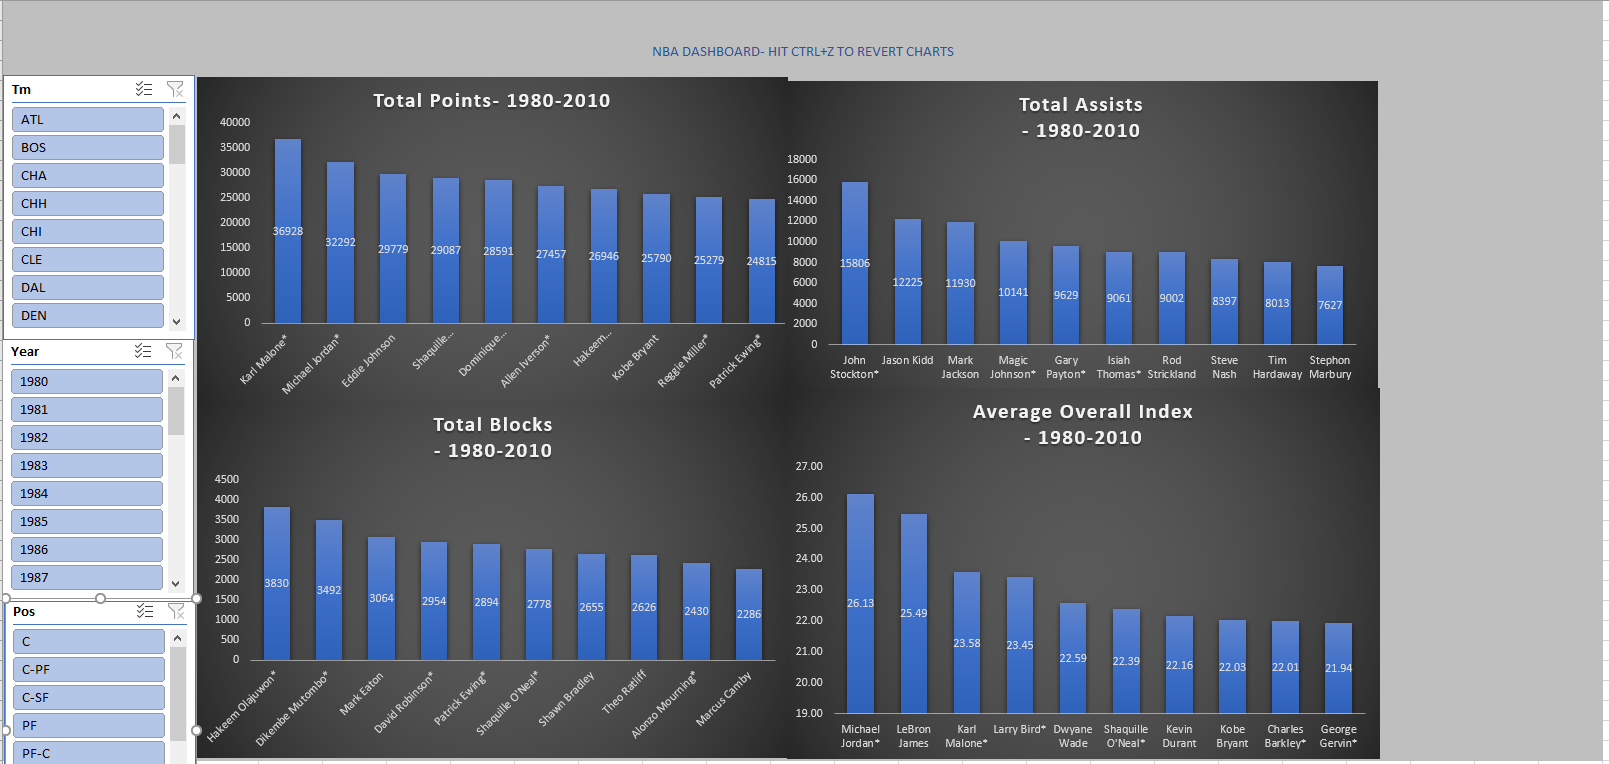 NBA DASHBOARD- HIT CTRL+Z TO REVERT CHARTS
Tm
ATL
BOS
CHA
CHH
CHI
CLE
DAL
DEN
Year
1980
1981
1982
1983
1984
1985
1986
1987
Pos
C
C-PF
C-SF
PF
PF-C
Total Points- 1980-2010
40000
35000
30000
25000
20000
15000
10000
5000
0
36928
32292
29779
29087
28591
27457
26946
25790
25279
24815
Karl Malone*
Michael Jordan*
Eddie Johnson
Shaquille...
Dominique...
Allen Iverson*
Hakeem...
Kobe Bryant
Reggie Miller*
Patrick Ewing*
Total Assists
- 1980-2010
18000
16000
14000
12000
10000
8000
6000
4000
2000
0
15806
12225
11930
10141
9629
9061
9002
8397
8013
7627
John
Stockton*
Jason Kidd
Mark
Jackson
Magic
Johnson*
Gary
Payton*
Isiah
Thomas*
Rod
Strickland
Steve
Nash
Tim
Hardaway
Stephon
Marbury
Total Blocks
- 1980-2010
4500
4000
3500
3000
2500
2000
1500
1000
500
0
3830
3492
3064
2954
2894
2778
2655
2626
2430
2286
Hakeem Olajuwon*
Dikembe Mutombo*
Mark Eaton
David Robinson*
Patrick Ewing*
Shaquille O'Neal*
Shawn Bradley
Theo Ratliff
Alonzo Mourning*
Marcus Camby
Average Overall Index
- 1980-2010
27.00
26.00
25.00
24.00
23.00
22.00
21.00
20.00
19.00
26.13
25.49
23.58
23.45
22.59
22.39
22.16
22.03
22.01
21.94
Michael
Jordan*
LeBron
James
Karl
Malone*
Larry Bird*
Dwyane
Wade
Shaquille
O'Neal*
Kevin
Durant
Kobe
Bryant
Charles
Barkley*
George
Gervin*